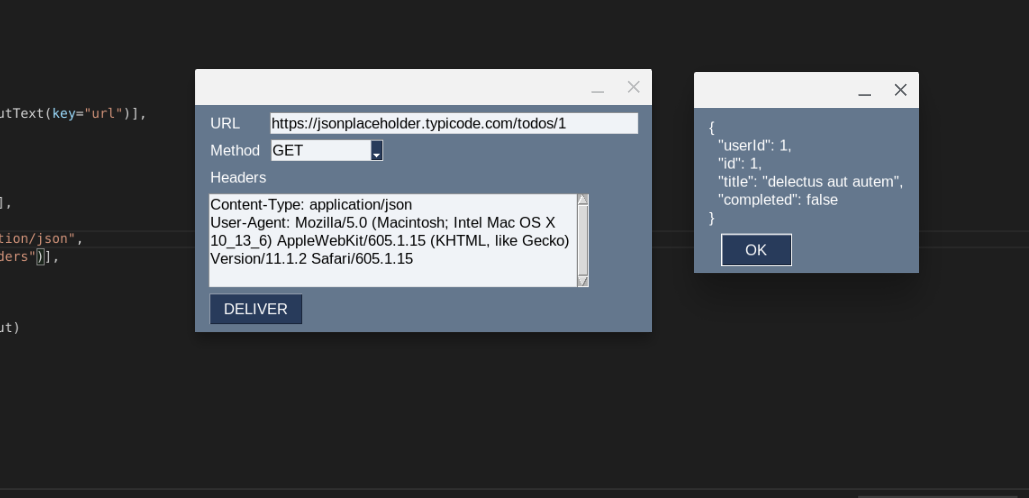 utText(key="url")],
],
tion/json",
ders")],
ut)
URL https://jsonplaceholder.typicode.com/todos/1
Method GET
Headers
Content-Type: application/json
User-Agent: Mozilla/5.0 (Macintosh; Intel Mac OS X
10_13_6) AppleWebKit/605.1.15 (KHTML, like Gecko)
Version/11.1.2 Safari/605.1.15
DELIVER
{
"userId": 1,
"id": 1,
"title": "delectus aut autem",
"completed": false
}
OK